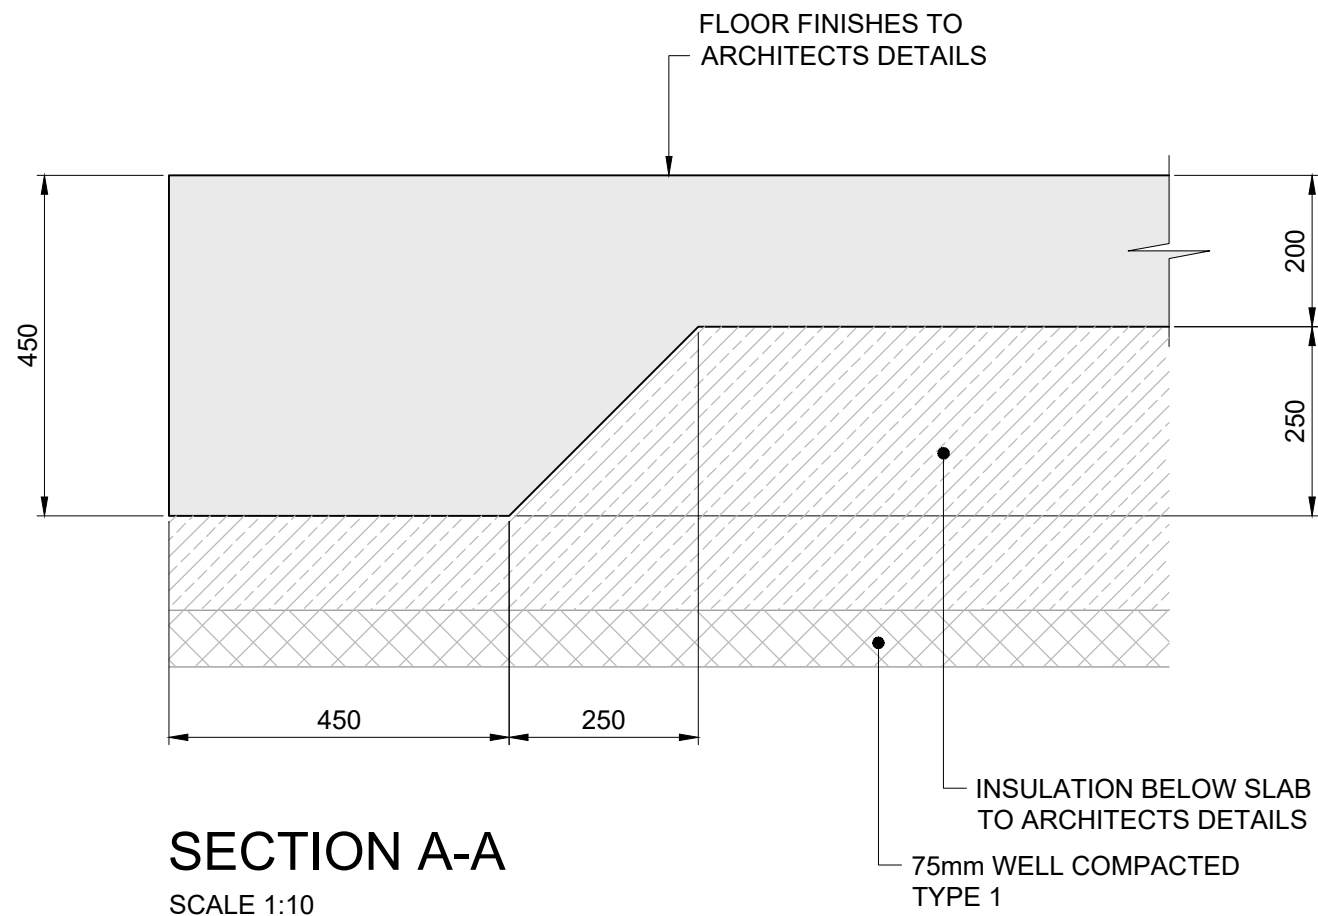 FLOOR FINISHES TO
ARCHITECTS DETAILS
450
200
250
450
250
INSULATION BELOW SLAB
TO ARCHITECTS DETAILS
75mm WELL COMPACTED
TYPE 1
SECTION A-A
SCALE 1:10